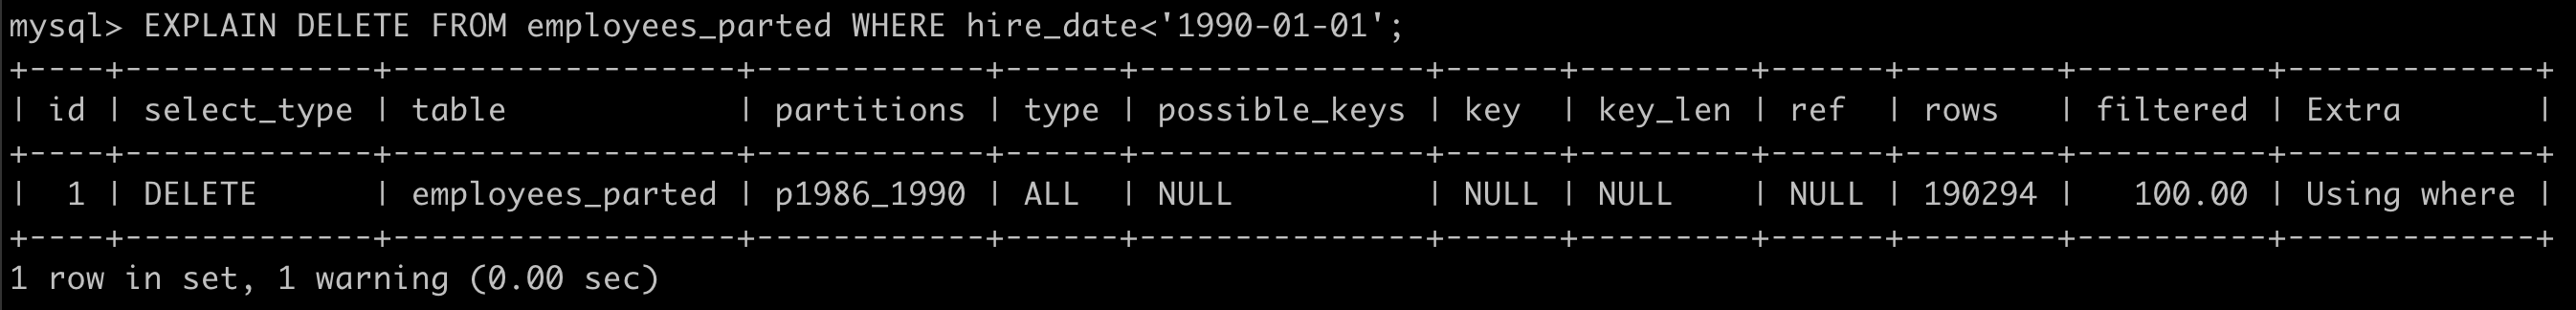 mysql> EXPLAIN DELETE FROM employees_parted WHERE hire_date<'1990-01-01';
+----+-------------+------------------+------------+------+---------------+------+---------+------+--------+----------+-------------+
| id | select_type | table            | partitions | type | possible_keys | key  | key_len | ref  | rows   | filtered | Extra       |
+----+-------------+------------------+------------+------+---------------+------+---------+------+--------+----------+-------------+
|  1 | DELETE      | employees_parted | p1986_1990 | ALL  | NULL          | NULL | NULL    | NULL | 190294 |   100.00 | Using where |
+----+-------------+------------------+------------+------+---------------+------+---------+------+--------+----------+-------------+
1 row in set, 1 warning (0.00 sec)